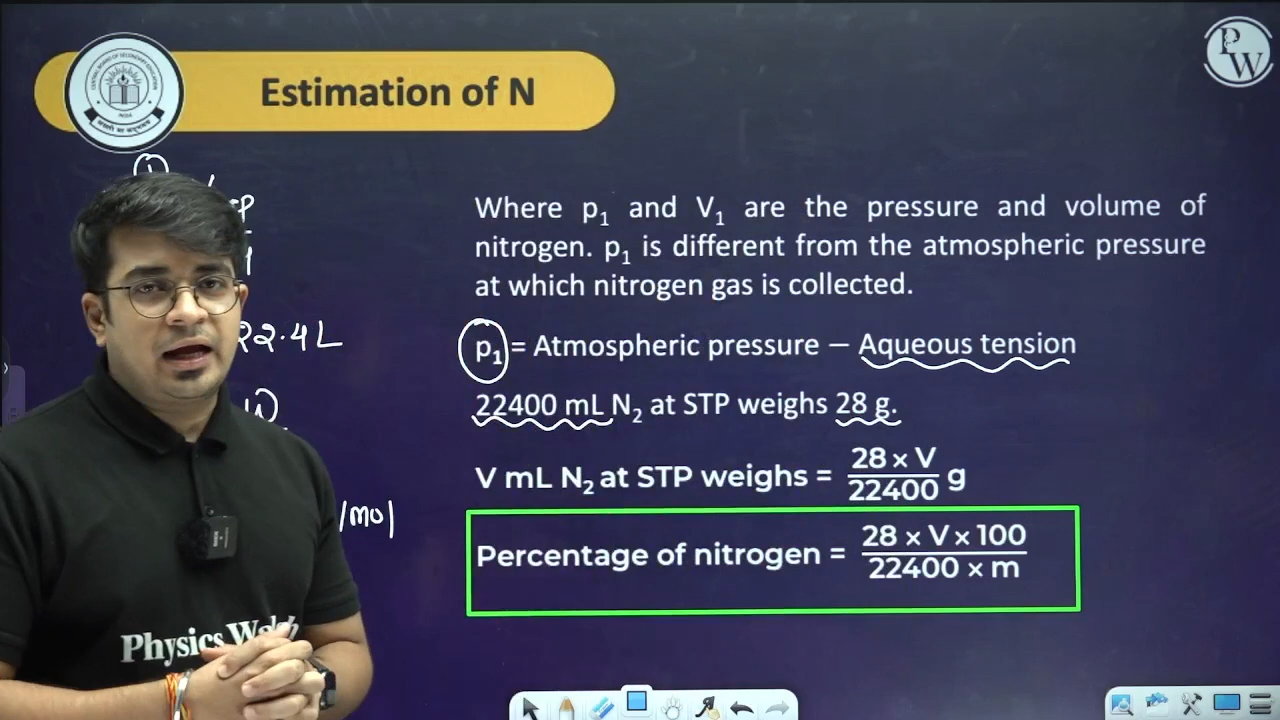 Estimation of N
PW
Where p₁ and V₁ are the pressure and volume of
nitrogen. p₁ is different from the atmospheric pressure
at which nitrogen gas is collected.
p₁ = Atmospheric pressure – Aqueous tension
22400 mL N₂ at STP weighs 28 g.
V mL N₂ at STP weighs = 28 × V / 22400 g
Percentage of nitrogen = 28 × V × 100 / 22400 × m
22.4 L
/mol
Physics